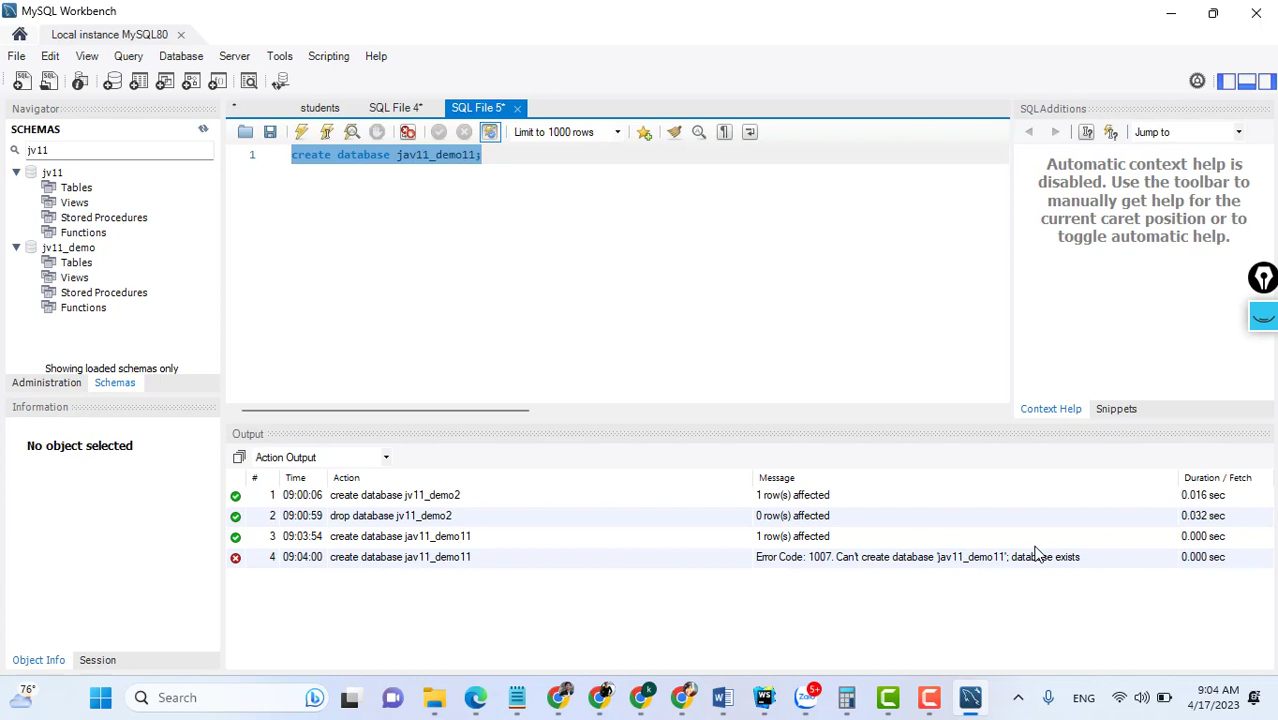 MySQL Workbench
Local instance MySQL80
File Edit View Query Database Server Tools Scripting Help
Navigator:
SCHEMAS
jv11
jv11
Tables
Views
Stored Procedures
Functions
jv11_demo
Tables
Views
Stored Procedures
Functions
Showing loaded schemas only
Administration Schemas
Information
No object selected
Object Info Session
* students SQL File 4* SQL File 5*
Limit to 1000 rows
1 create database jav11_demo11;
SQLAdditions
Jump to
Automatic context help is
disabled. Use the toolbar to
manually get help for the
current caret position or to
toggle automatic help.
Context Help Snippets
Output
Action Output
# Time Action Message Duration / Fetch
1 09:00:06 create database jv11_demo2 1 row(s) affected 0.016 sec
2 09:00:59 drop database jv11_demo2 0 row(s) affected 0.032 sec
3 09:03:54 create database jav11_demo11 1 row(s) affected 0.000 sec
4 09:04:00 create database jav11_demo11 Error Code: 1007. Can't create database 'jav11_demo11'; database exists 0.000 sec
76°
Search
5+
ENG
9:04 AM
4/17/2023